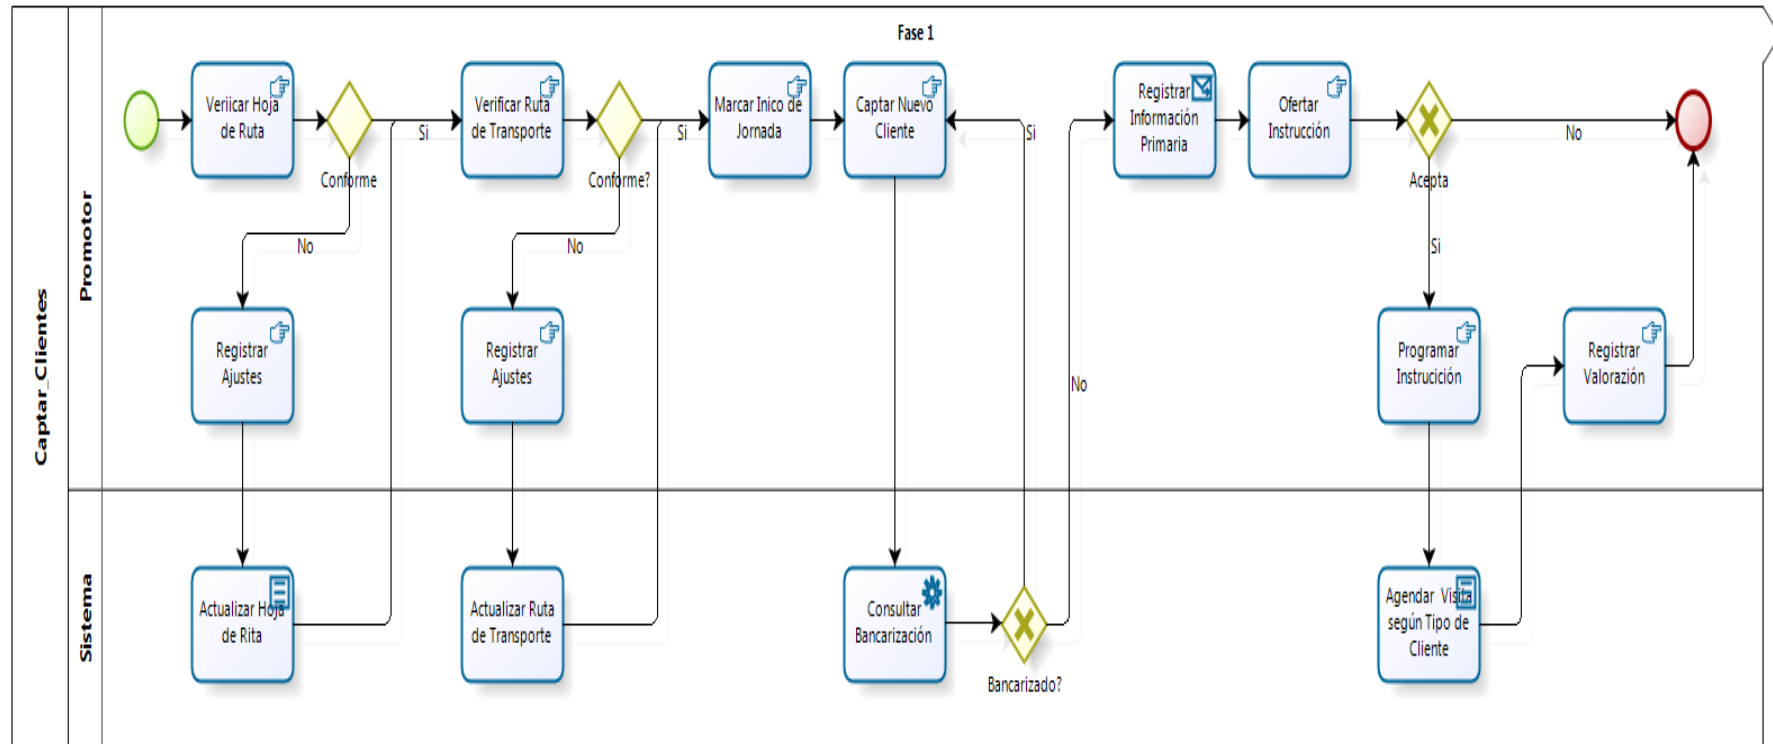 Fase 1
Captar_Clientes
Promotor
Sistema
Veriicar Hoja
de Ruta
Conforme
Si
No
Verificar Ruta
de Transporte
Conforme?
Si
No
Marcar Inico de
Jornada
Captar Nuevo
Cliente
Si
No
Registrar
Información
Primaria
Ofertar
Instrucción
Acepta
No
Si
Registrar
Ajustes
Registrar
Ajustes
Programar
Instrucición
Registrar
Valorazión
Actualizar Hoja
de Rita
Actualizar Ruta
de Transporte
Consultar
Bancarización
Bancarizado?
Agendar Visita
según Tipo de
Cliente